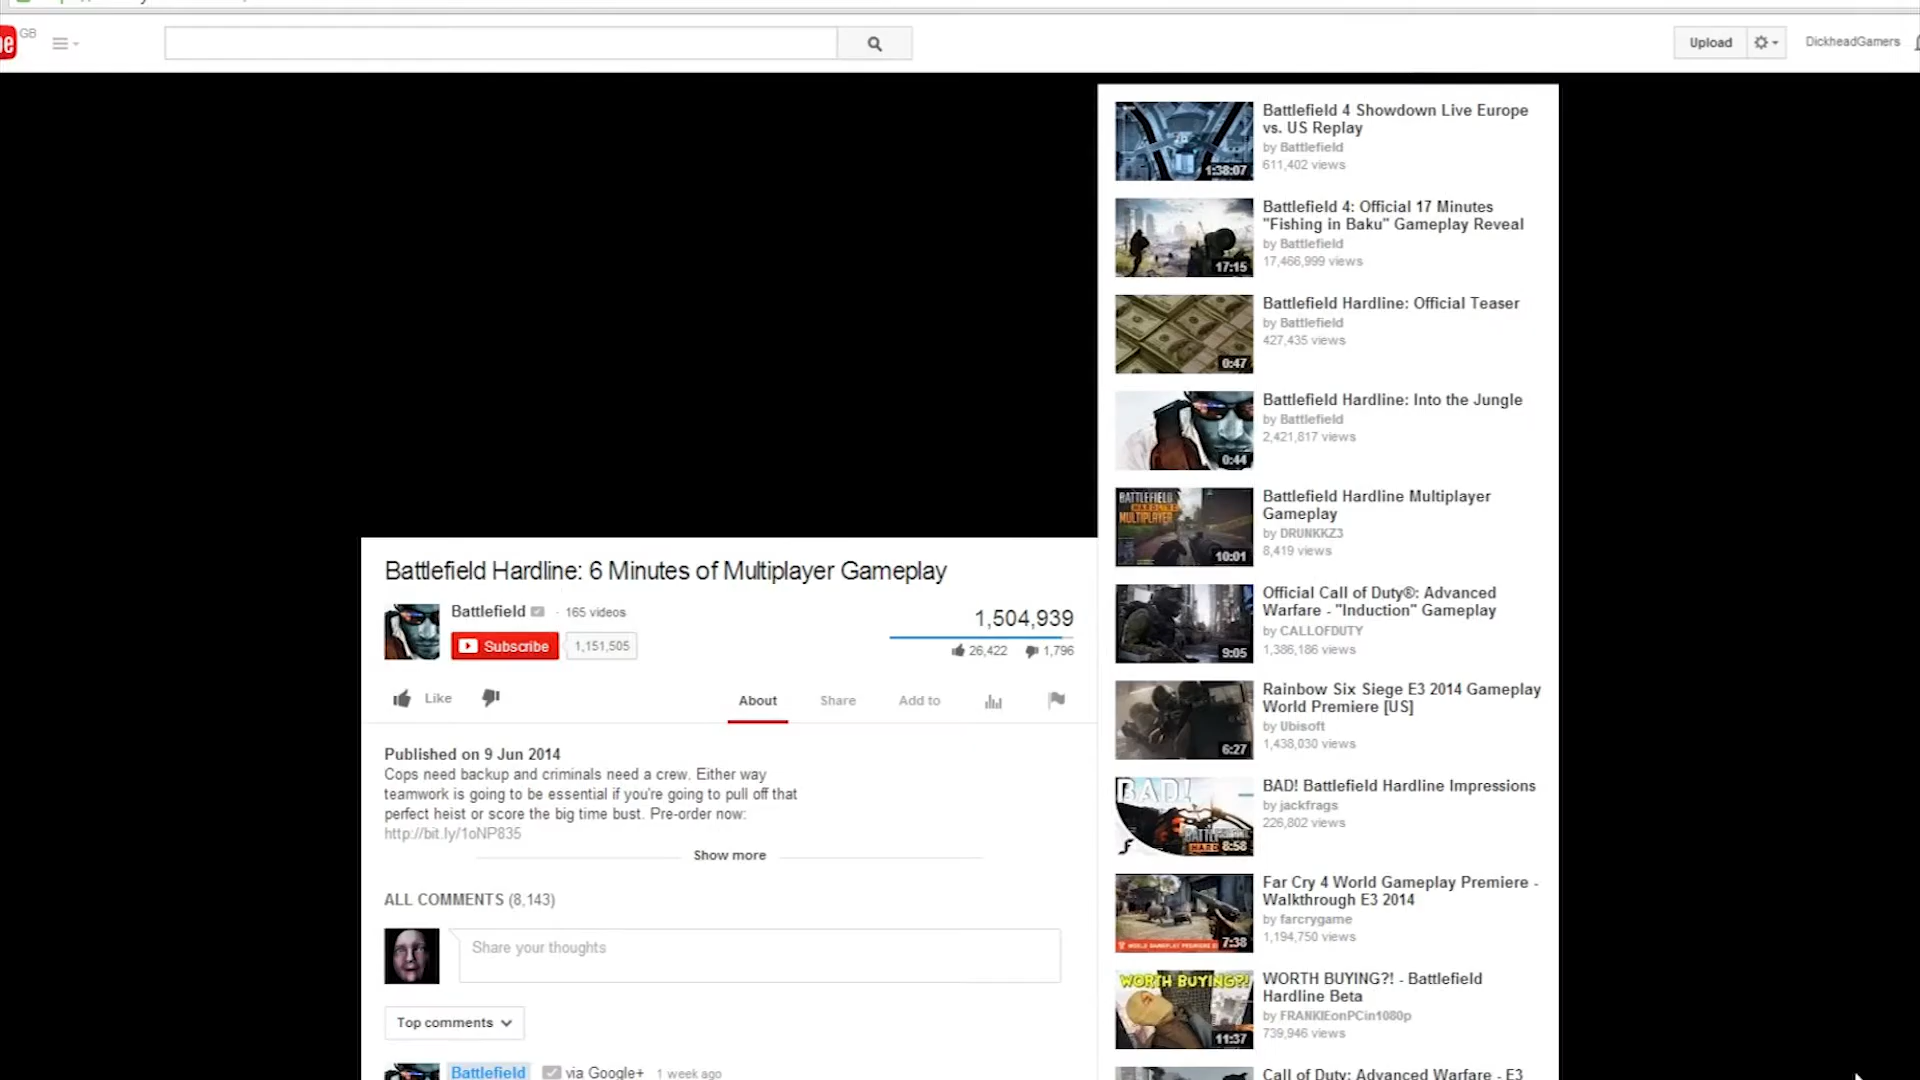 GB
Upload
DickheadGamers
Battlefield 4 Showdown Live Europe
vs. US Replay
by Battlefield
611,402 views
1:38:07
Battlefield 4: Official 17 Minutes
"Fishing in Baku" Gameplay Reveal
by Battlefield
17,466,999 views
17:15
Battlefield Hardline: Official Teaser
by Battlefield
427,435 views
0:47
Battlefield Hardline: Into the Jungle
by Battlefield
2,421,817 views
0:44
BATTLEFIELD
HARDLINE
MULTIPLAYER
Battlefield Hardline Multiplayer
Gameplay
by DRUNKKZ3
8,419 views
10:01
Official Call of Duty®: Advanced
Warfare - "Induction" Gameplay
by CALLOFDUTY
1,386,186 views
9:05
Rainbow Six Siege E3 2014 Gameplay
World Premiere [US]
by Ubisoft
1,438,030 views
6:27
BAD!
BAD! Battlefield Hardline Impressions
by jackfrags
226,802 views
8:58
Far Cry 4 World Gameplay Premiere -
Walkthrough E3 2014
by farcrygame
1,194,750 views
7:38
WORTH BUYING?!
WORTH BUYING?! - Battlefield
Hardline Beta
by FRANKIEonPCin1080p
739,946 views
11:37
Call of Duty: Advanced Warfare - E3
Battlefield Hardline: 6 Minutes of Multiplayer Gameplay
Battlefield · 165 videos
Subscribe 1,151,505
1,504,939
26,422 1,796
Like
About Share Add to
Published on 9 Jun 2014
Cops need backup and criminals need a crew. Either way
teamwork is going to be essential if you're going to pull off that
perfect heist or score the big time bust. Pre-order now:
http://bit.ly/1oNP835
Show more
ALL COMMENTS (8,143)
Share your thoughts
Top comments
Battlefield via Google+ 1 week ago